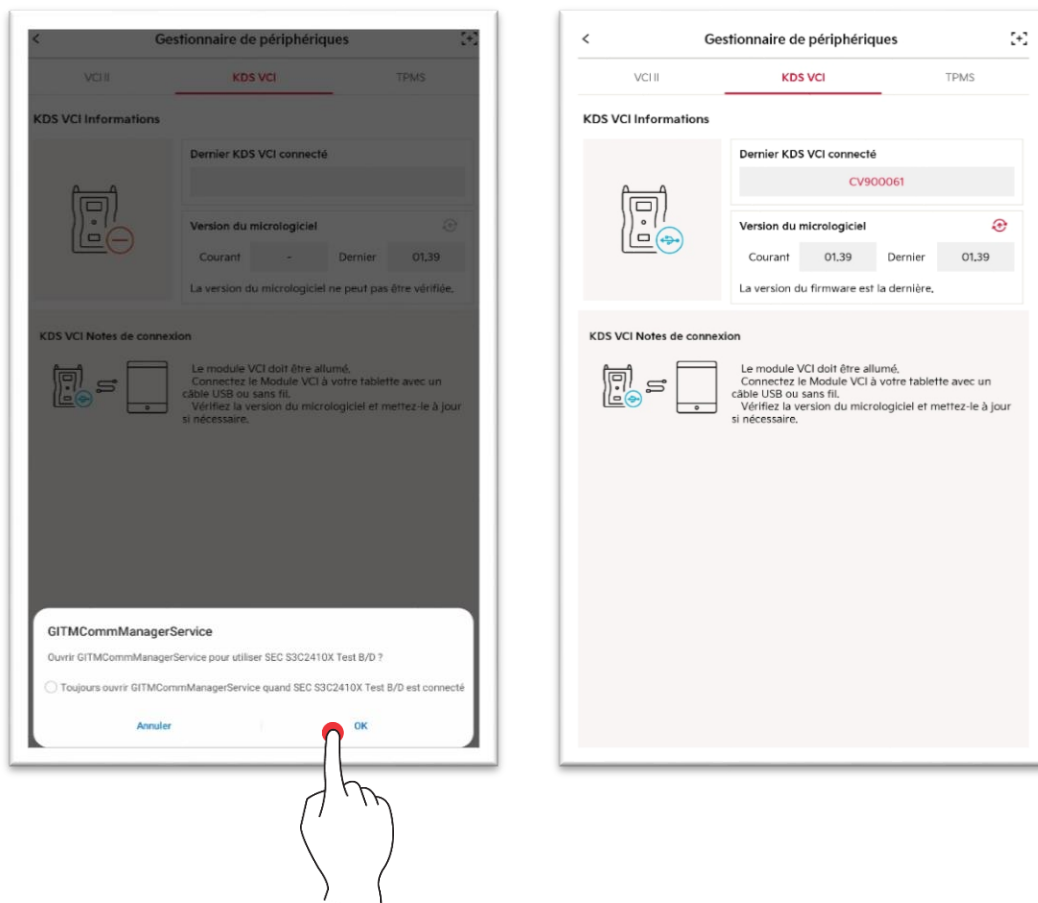 Gestionnaire de périphériques
VCI II KDS VCI TPMS
KDS VCI Informations
Dernier KDS VCI connecté
Version du micrologiciel
Courant - Dernier 01,39
La version du micrologiciel ne peut pas être vérifiée,
KDS VCI Notes de connexion
Le module VCI doit être allumé,
Connectez le Module VCI à votre tablette avec un
câble USB ou sans fil,
Vérifiez la version du micrologiciel et mettez-le à jour
si nécessaire,
GITMCommManagerService
Ouvrir GITMCommManagerService pour utiliser SEC S3C2410X Test B/D ?
Toujours ouvrir GITMCommManagerService quand SEC S3C2410X Test B/D est connecté
Annuler OK
Gestionnaire de périphériques
VCI II KDS VCI TPMS
KDS VCI Informations
Dernier KDS VCI connecté
CV900061
Version du micrologiciel
Courant 01,39 Dernier 01,39
La version du firmware est la dernière,
KDS VCI Notes de connexion
Le module VCI doit être allumé,
Connectez le Module VCI à votre tablette avec un
câble USB ou sans fil,
Vérifiez la version du micrologiciel et mettez-le à jour
si nécessaire,